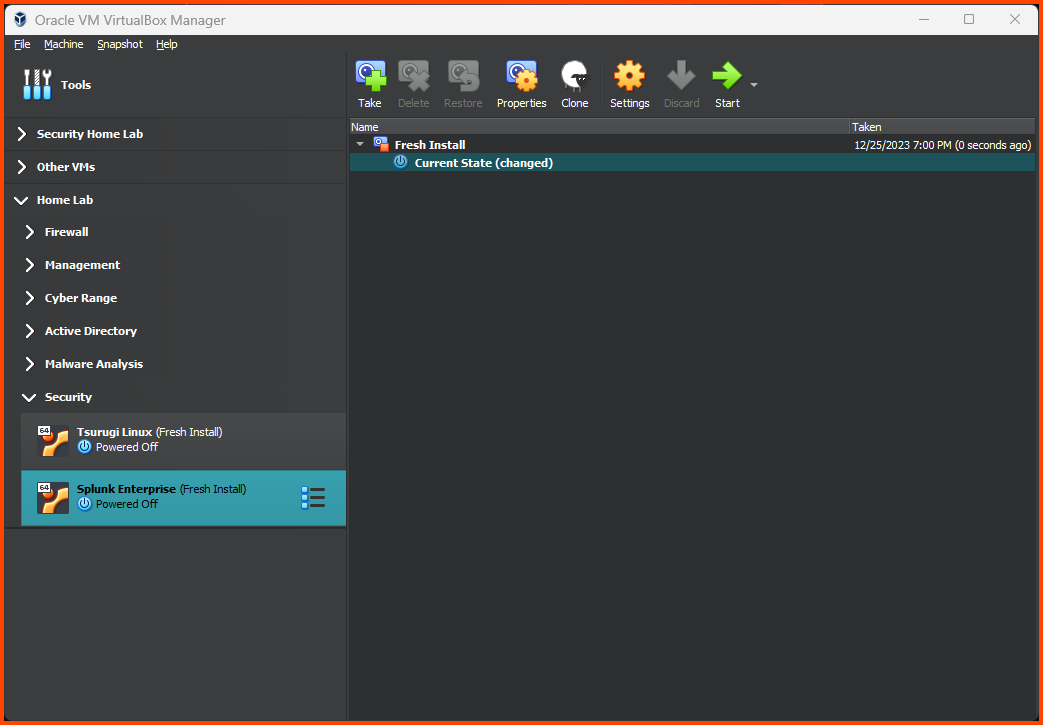 Oracle VM VirtualBox Manager
File Machine Snapshot Help
Tools
Take Delete Restore Properties Clone Settings Discard Start
Security Home Lab
Other VMs
Home Lab
Firewall
Management
Cyber Range
Active Directory
Malware Analysis
Security
64
Tsurugi Linux (Fresh Install)
Powered Off
64
Splunk Enterprise (Fresh Install)
Powered Off
Name Taken
Fresh Install 12/25/2023 7:00 PM (0 seconds ago)
Current State (changed)